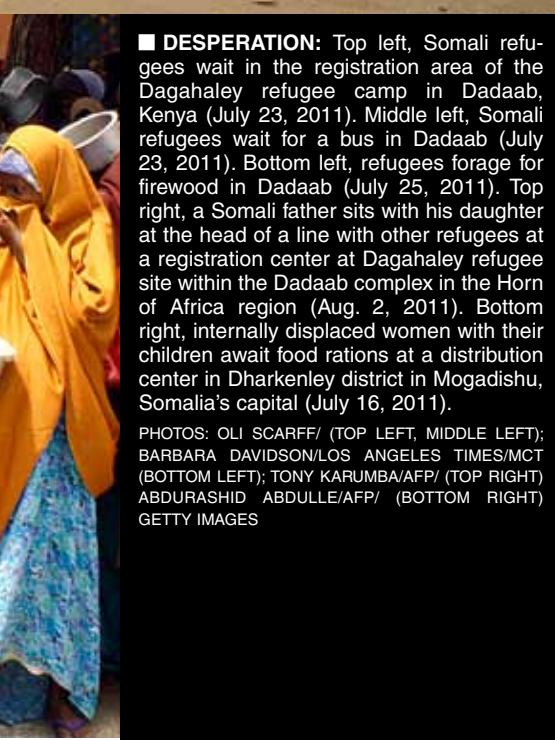 ■ DESPERATION: Top left, Somali refu-
gees wait in the registration area of the
Dagahaley refugee camp in Dadaab,
Kenya (July 23, 2011). Middle left, Somali
refugees wait for a bus in Dadaab (July
23, 2011). Bottom left, refugees forage for
firewood in Dadaab (July 25, 2011). Top
right, a Somali father sits with his daughter
at the head of a line with other refugees at
a registration center at Dagahaley refugee
site within the Dadaab complex in the Horn
of Africa region (Aug. 2, 2011). Bottom
right, internally displaced women with their
children await food rations at a distribution
center in Dharkenley district in Mogadishu,
Somalia's capital (July 16, 2011).
PHOTOS: OLI SCARFF/ (TOP LEFT, MIDDLE LEFT);
BARBARA DAVIDSON/LOS ANGELES TIMES/MCT
(BOTTOM LEFT); TONY KARUMBA/AFP/ (TOP RIGHT)
ABDURASHID ABDULLE/AFP/ (BOTTOM RIGHT)
GETTY IMAGES